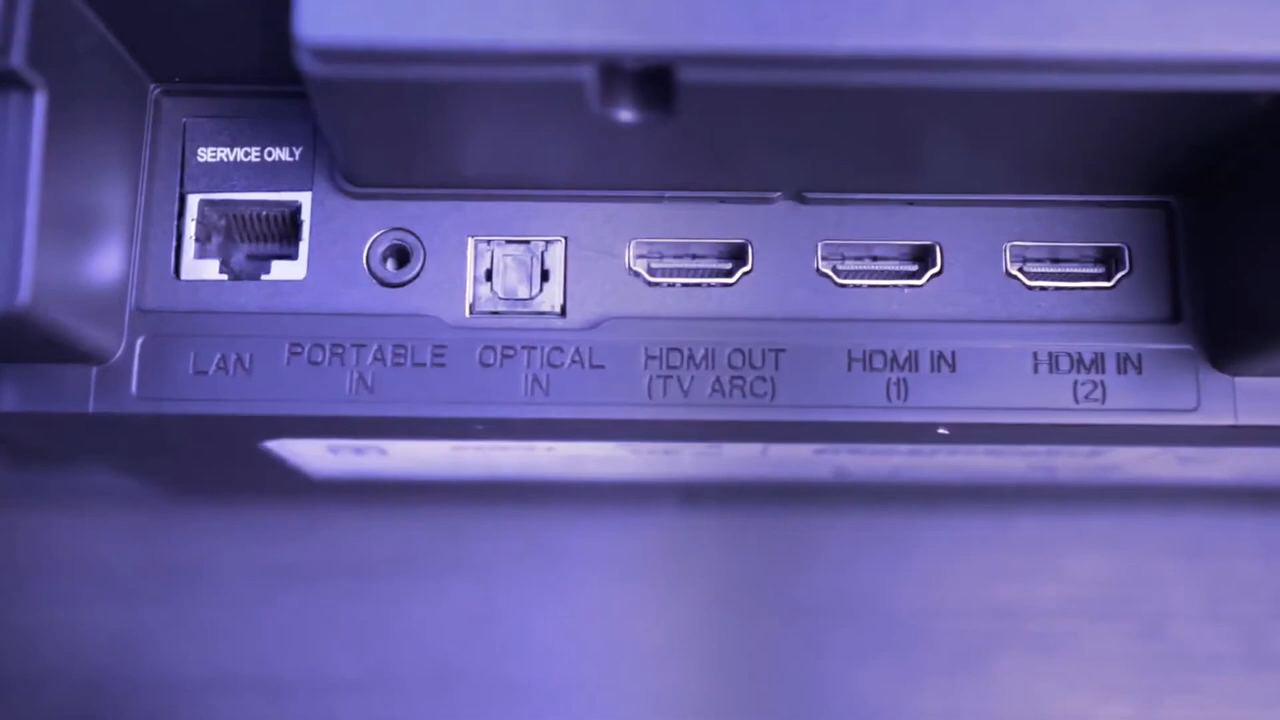 SERVICE ONLY
LAN
PORTABLE
IN
OPTICAL
IN
HDMI OUT
(TV ARC)
HDMI IN
(1)
HDMI IN
(2)